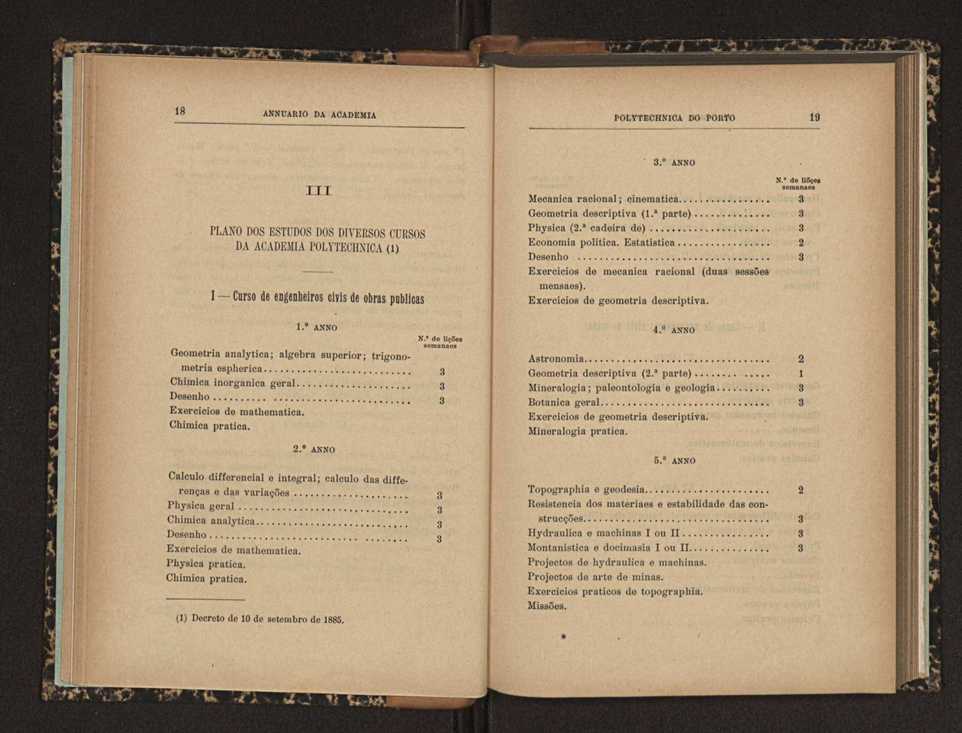 18 ANNUARIO DA ACADEMIA
III
PLANO DOS ESTUDOS DOS DIVERSOS CURSOS
DA ACADEMIA POLYTECHNICA (1)
I — Curso de engenheiros civis de obras publicas
1.º ANNO
N.º de lições
semanaes
Geometria analytica; algebra superior; trigono-
metria espherica.......................... 3
Chimica inorganica geral.................... 3
Desenho .................................... 3
Exercicios de mathematica.
Chimica pratica.
2.º ANNO
Calculo differencial e integral; calculo das diffe-
renças e das variações .................... 3
Physica geral .............................. 3
Chimica analytica........................... 3
Desenho .................................... 3
Exercicios de mathematica.
Physica pratica.
Chimica pratica.
(1) Decreto de 10 de setembro de 1885.
POLYTECHNICA DO PORTO 19
3.º ANNO
N.º de lições
semanaes
Mecanica racional; cinematica................ 3
Geometria descriptiva (1.ª parte) .............. 3
Physica (2.ª cadeira de) ...................... 3
Economia politica. Estatistica ................. 2
Desenho .................................. 3
Exercicios de mecanica racional (duas sessões
mensaes).
Exercicios de geometria descriptiva.
4.º ANNO
Astronomia.................................. 2
Geometria descriptiva (2.ª parte) .............. 1
Mineralogia; paleontologia e geologia.......... 3
Botanica geral............................... 3
Exercicios de geometria descriptiva.
Mineralogia pratica.
5.º ANNO
Topographia e geodesia...................... 2
Resistencia dos materiaes e estabilidade das con-
strucções.................................. 3
Hydraulica e machinas I ou II ................ 3
Montanistica e docimasia I ou II............... 3
Projectos de hydraulica e machinas.
Projectos de arte de minas.
Exercicios praticos de topographia.
Missões.
*